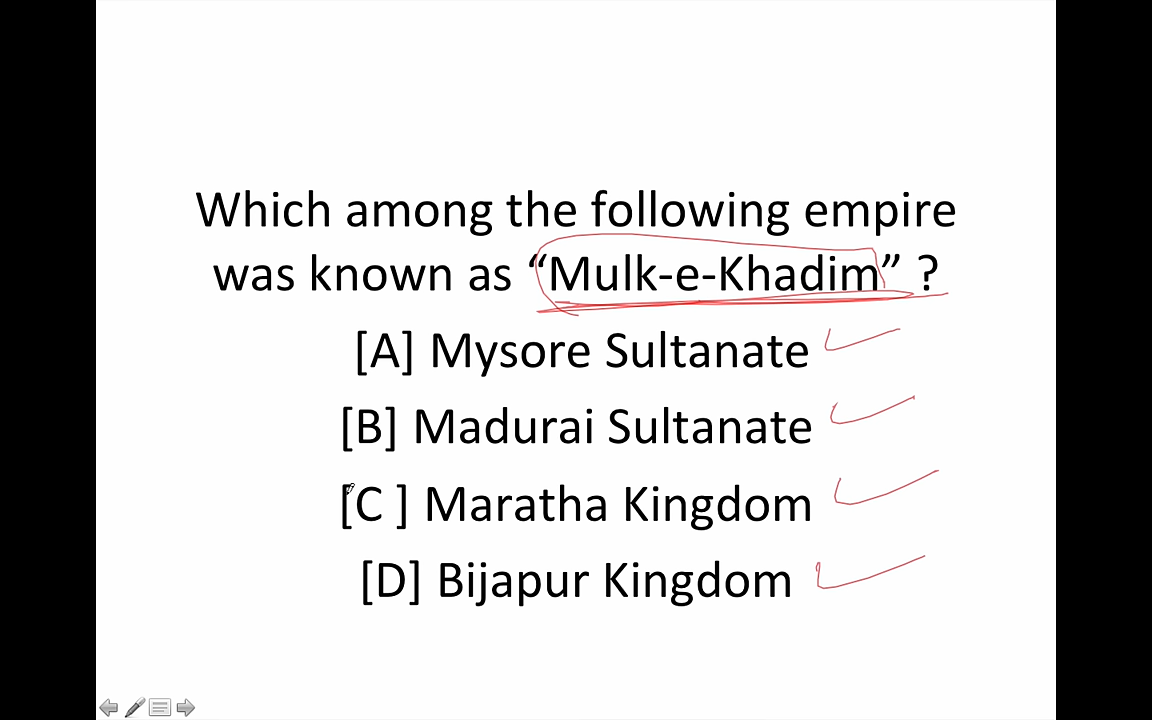 Which among the following empire
was known as “Mulk-e-Khadim” ?
[A] Mysore Sultanate
[B] Madurai Sultanate
[C ] Maratha Kingdom
[D] Bijapur Kingdom